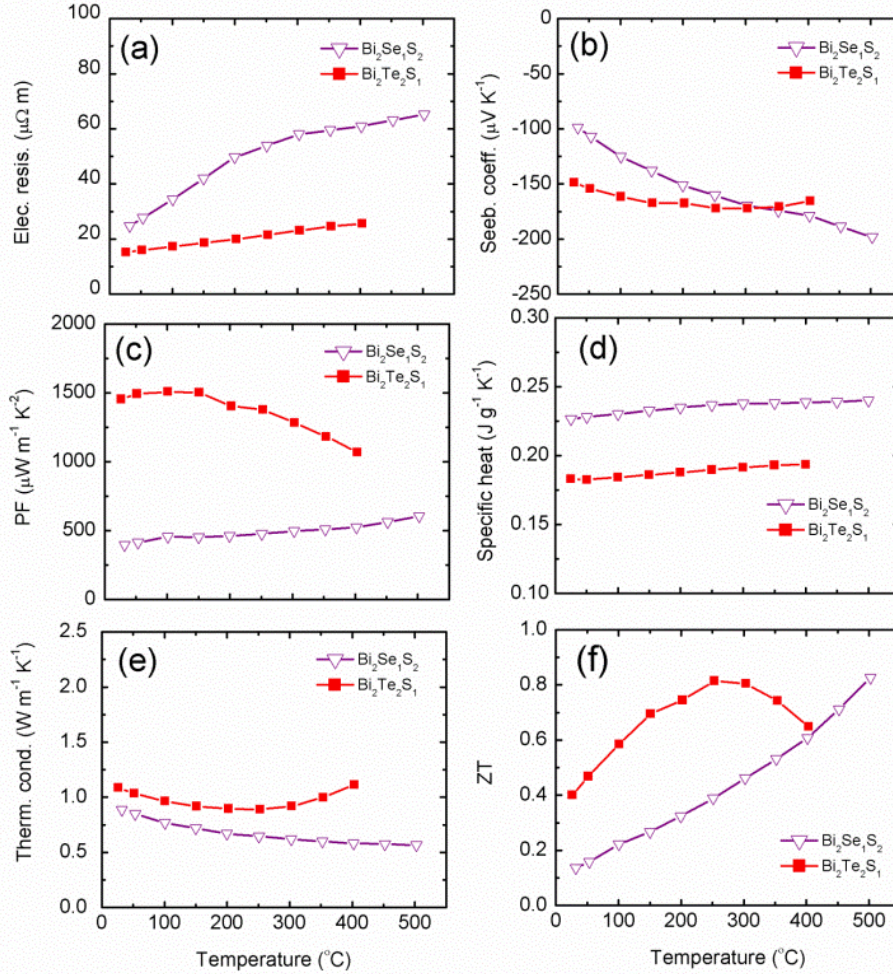 (a)
Bi₂Se₁S₂
Bi₂Te₂S₁
Elec. resis. (μΩ m)
100
80
60
40
20
0
(b)
Bi₂Se₁S₂
Bi₂Te₂S₁
Seeb. coeff. (μV K⁻¹)
0
-50
-100
-150
-200
-250
(c)
Bi₂Se₁S₂
Bi₂Te₂S₁
PF (μW m⁻¹ K⁻²)
2000
1500
1000
500
0
(d)
Bi₂Se₁S₂
Bi₂Te₂S₁
Specific heat (J g⁻¹ K⁻¹)
0.30
0.25
0.20
0.15
0.10
(e)
Bi₂Se₁S₂
Bi₂Te₂S₁
Therm. cond. (W m⁻¹ K⁻¹)
2.5
2.0
1.5
1.0
0.5
0.0
0 100 200 300 400 500
Temperature (°C)
(f)
Bi₂Se₁S₂
Bi₂Te₂S₁
ZT
1.0
0.8
0.6
0.4
0.2
0.0
0 100 200 300 400 500
Temperature (°C)